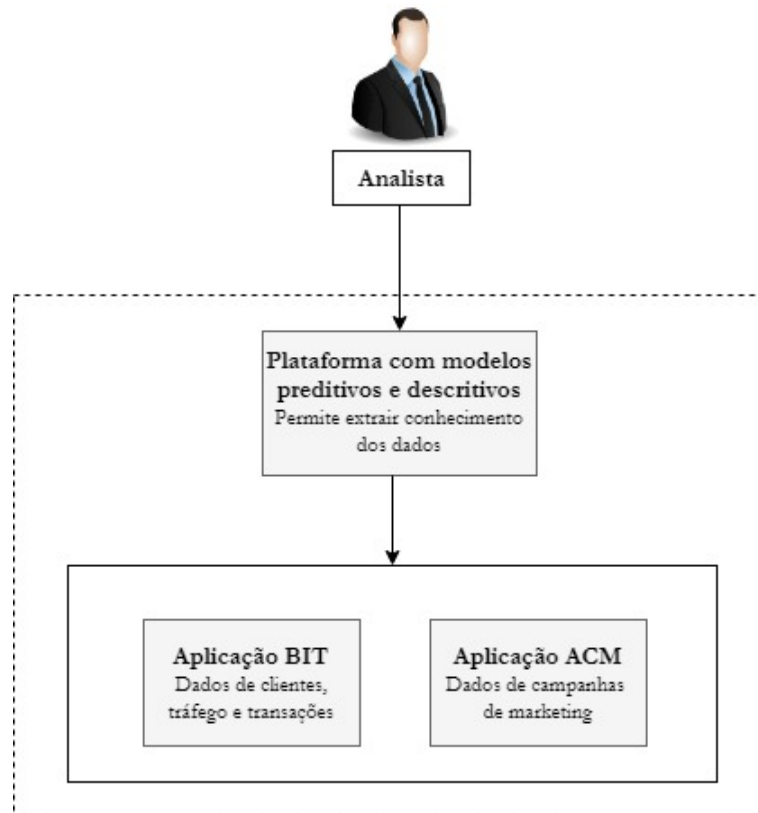 Analista
Plataforma com modelos
preditivos e descritivos
Permite extrair conhecimento
dos dados
Aplicação BIT
Dados de clientes,
tráfego e transações
Aplicação ACM
Dados de campanhas
de marketing